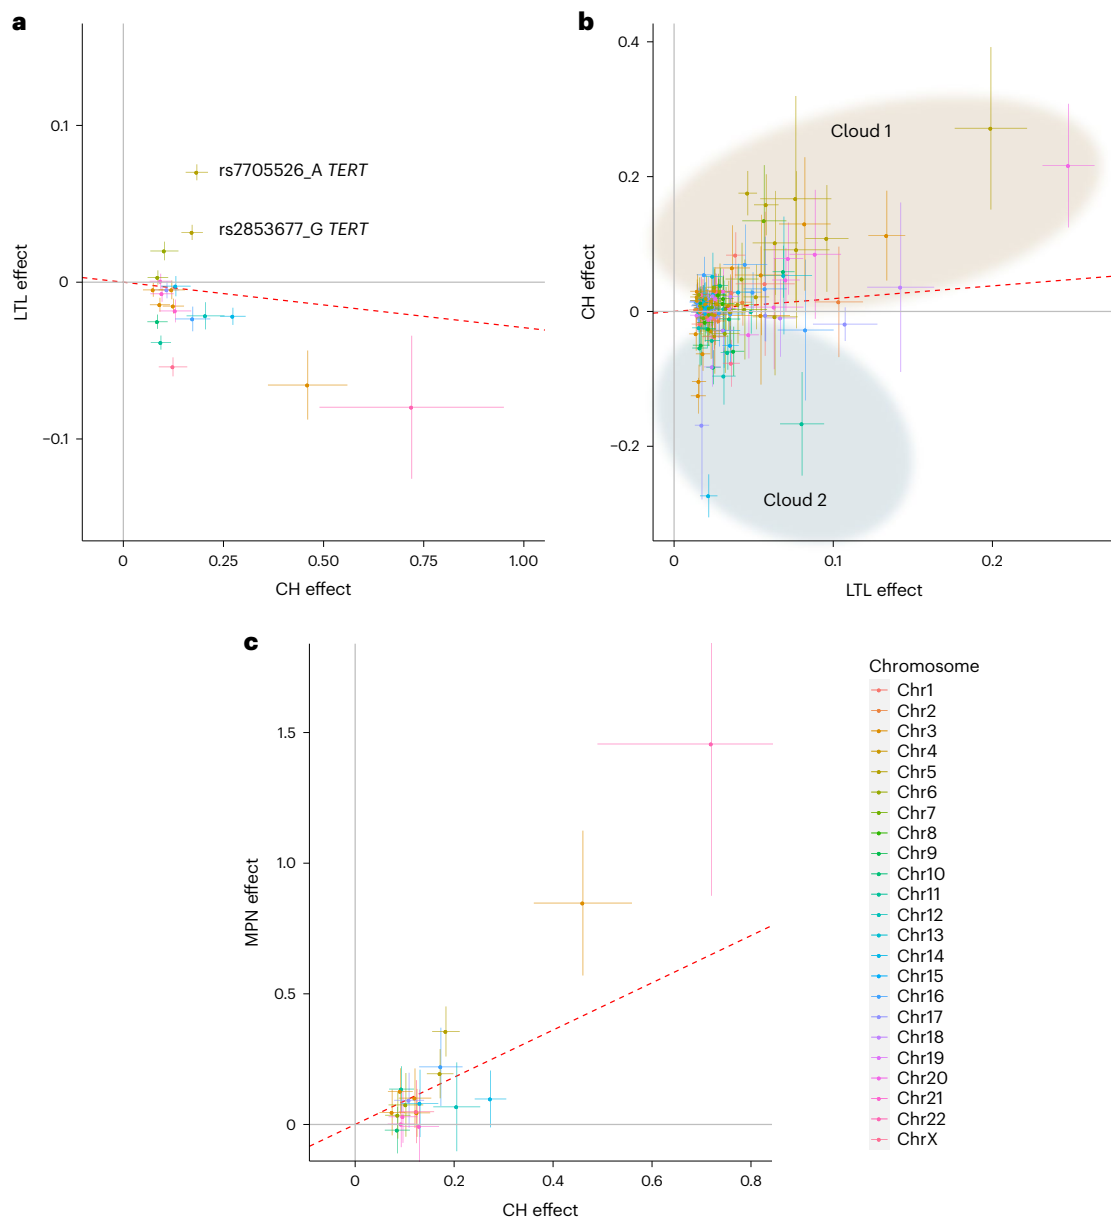 a
LTL effect
0.1
0
−0.1
rs7705526_A TERT
rs2853677_G TERT
0
0.25
0.50
0.75
1.00
CH effect
b
CH effect
0.4
0.2
0
−0.2
Cloud 1
Cloud 2
0
0.1
0.2
LTL effect
c
MPN effect
1.5
1.0
0.5
0
0
0.2
0.4
0.6
0.8
CH effect
Chromosome
Chr1
Chr2
Chr3
Chr4
Chr5
Chr6
Chr7
Chr8
Chr9
Chr10
Chr11
Chr12
Chr13
Chr14
Chr15
Chr16
Chr17
Chr18
Chr19
Chr20
Chr21
Chr22
ChrX